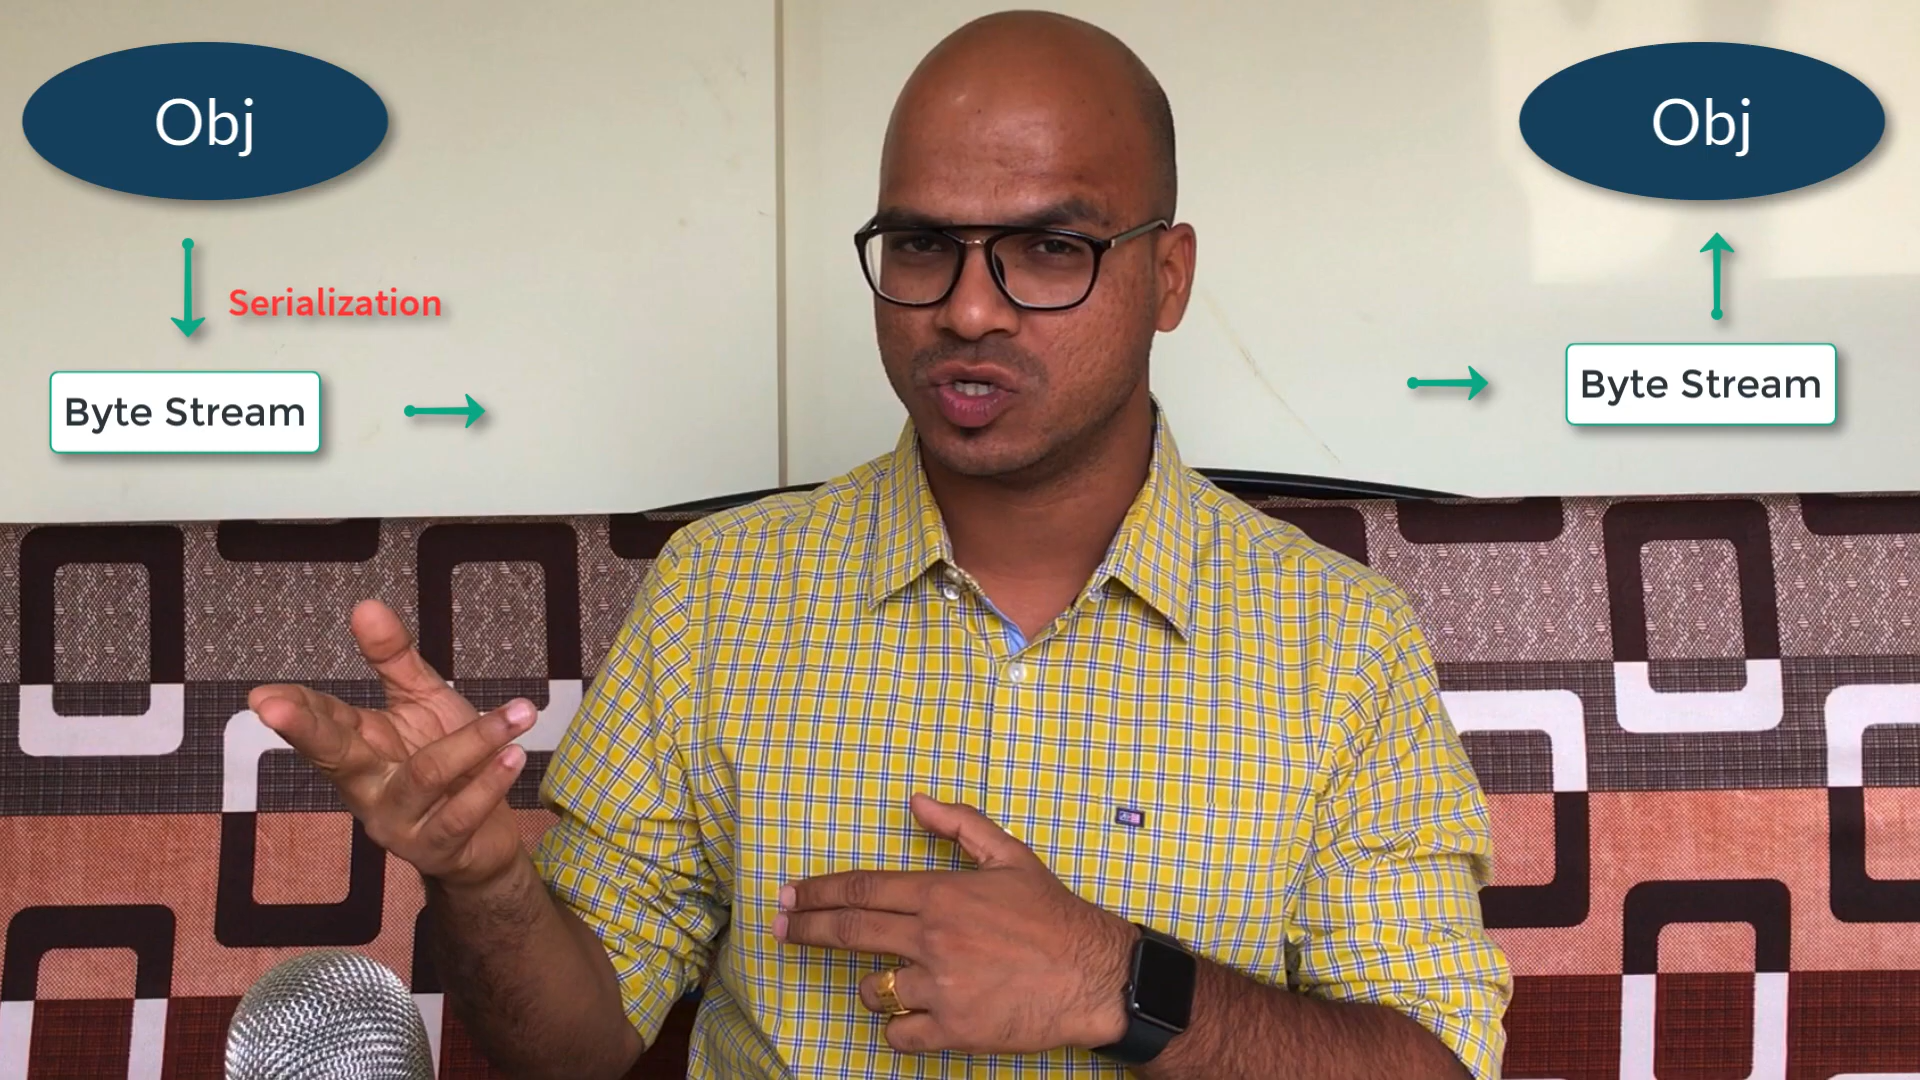 Obj
Serialization
Byte Stream
Obj
Byte Stream